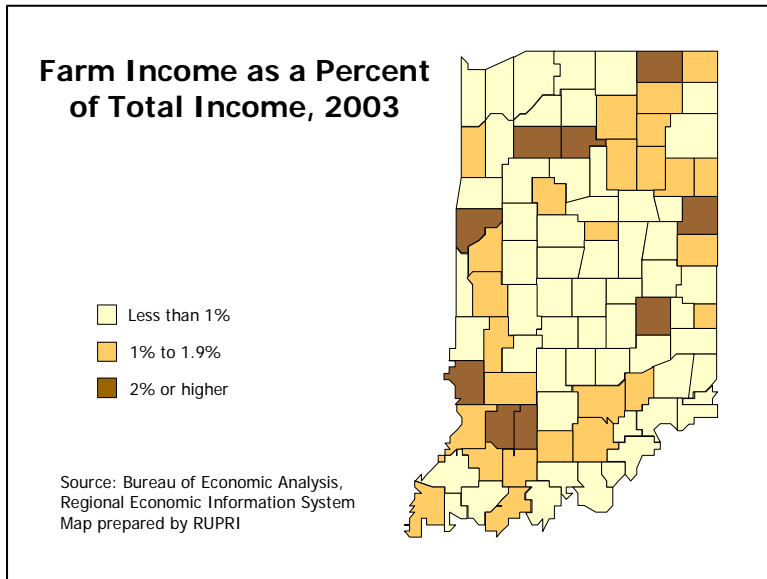 Farm Income as a Percent
of Total Income, 2003
Less than 1%
1% to 1.9%
2% or higher
Source: Bureau of Economic Analysis,
Regional Economic Information System
Map prepared by RUPRI